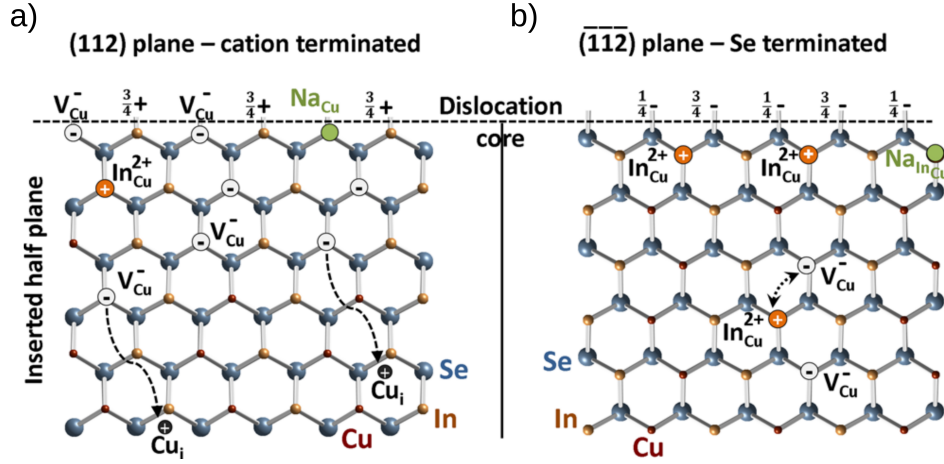 a)
(112) plane – cation terminated
V⁻Cu
¾+
V⁻Cu
¾+
NaCu
¾+
Dislocation
core
In²⁺Cu
V⁻Cu
V⁻Cu
Inserted half plane
Cui
Cui
Se
In
Cu
b)
(1̅1̅2̅) plane – Se terminated
¼-
¾-
¼-
¾-
¼-
In²⁺Cu
In²⁺Cu
NaInCu
V⁻Cu
In²⁺Cu
V⁻Cu
Se
In
Cu